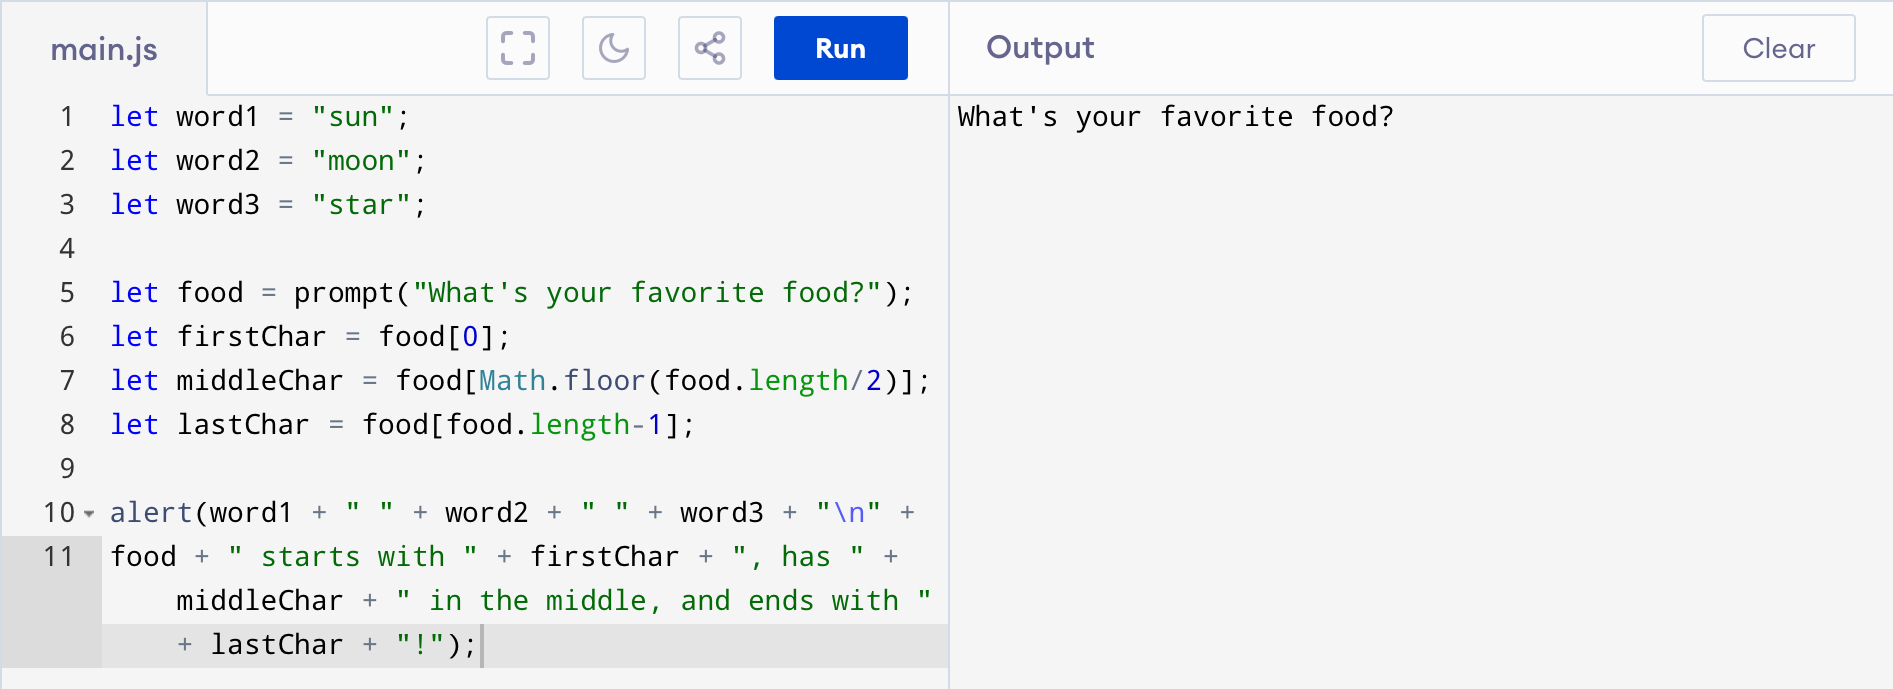 main.js
Run
Output
Clear
1 let word1 = "sun";
2 let word2 = "moon";
3 let word3 = "star";
4
5 let food = prompt("What's your favorite food?");
6 let firstChar = food[0];
7 let middleChar = food[Math.floor(food.length/2)];
8 let lastChar = food[food.length-1];
9
10 alert(word1 + " " + word2 + " " + word3 + "\n" +
11 food + " starts with " + firstChar + ", has " +
middleChar + " in the middle, and ends with "
+ lastChar + "!");
What's your favorite food?